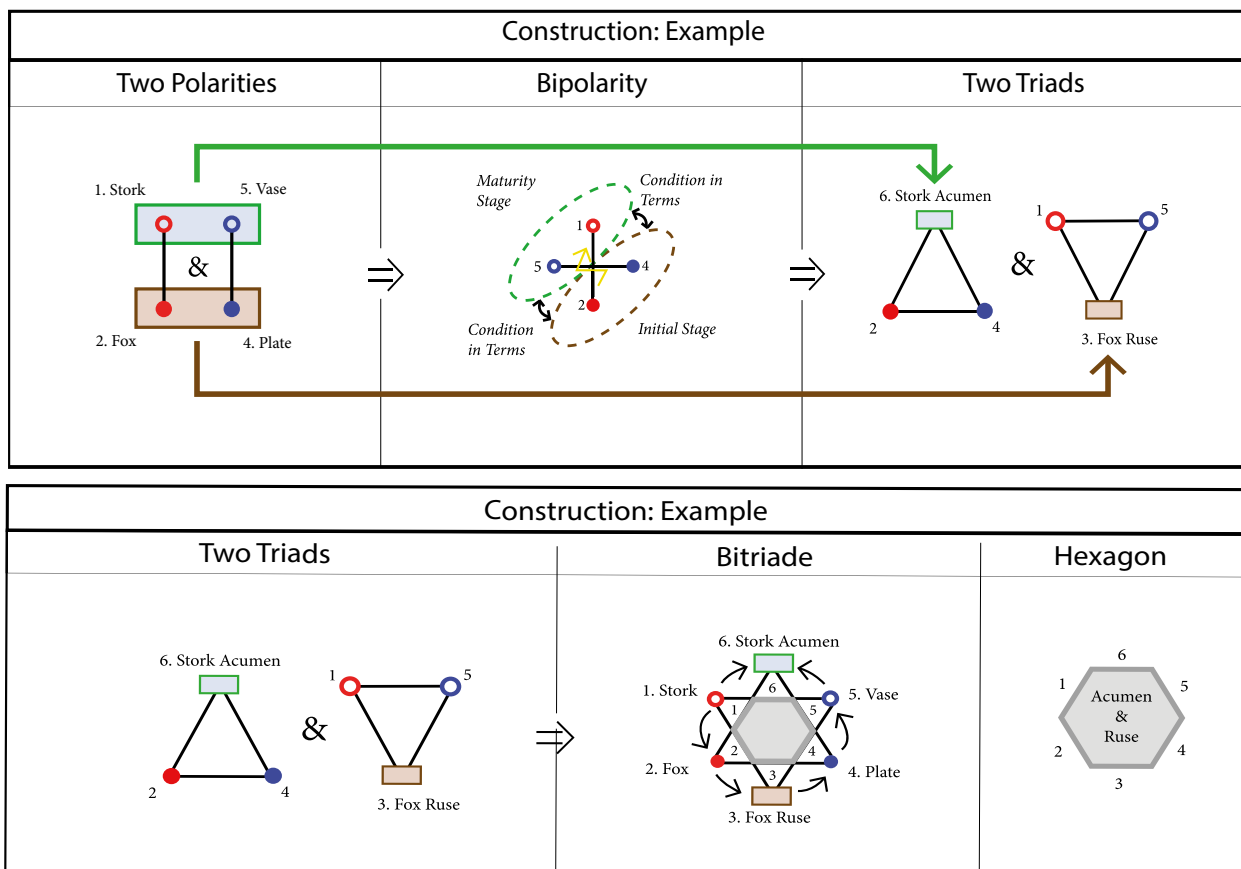 Construction: Example
Two Polarities
Bipolarity
Two Triads
1. Stork
5. Vase
&
2. Fox
4. Plate
⇒
Maturity
Stage
Condition in
Terms
1
5
4
2
Condition
in Terms
Initial Stage
⇒
6. Stork Acumen
1
5
&
2
4
3. Fox Ruse
Construction: Example
Two Triads
Bitriade
Hexagon
6. Stork Acumen
1
5
&
2
4
3. Fox Ruse
⇒
6. Stork Acumen
1. Stork
5. Vase
6
1
5
2
4
3
2. Fox
4. Plate
3. Fox Ruse
6
1
5
Acumen
&
Ruse
2
4
3